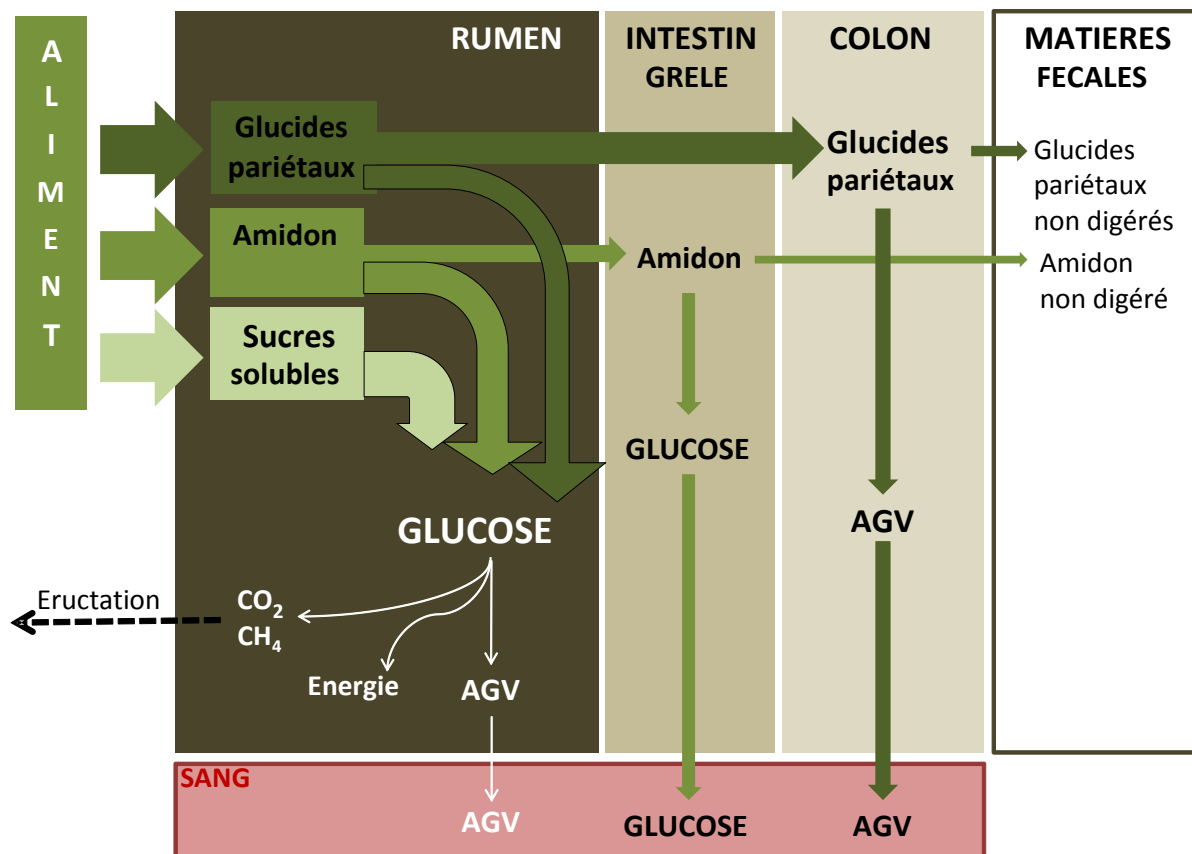 ALIMENT
RUMEN
INTESTIN
GRELE
COLON
MATIERES
FECALES
Glucides
pariétaux
Glucides
pariétaux
Glucides
pariétaux
non digérés
Amidon
Amidon
Amidon
non digéré
Sucres
solubles
GLUCOSE
GLUCOSE
AGV
Eructation
CO2
CH4
Energie
AGV
SANG
AGV
GLUCOSE
AGV